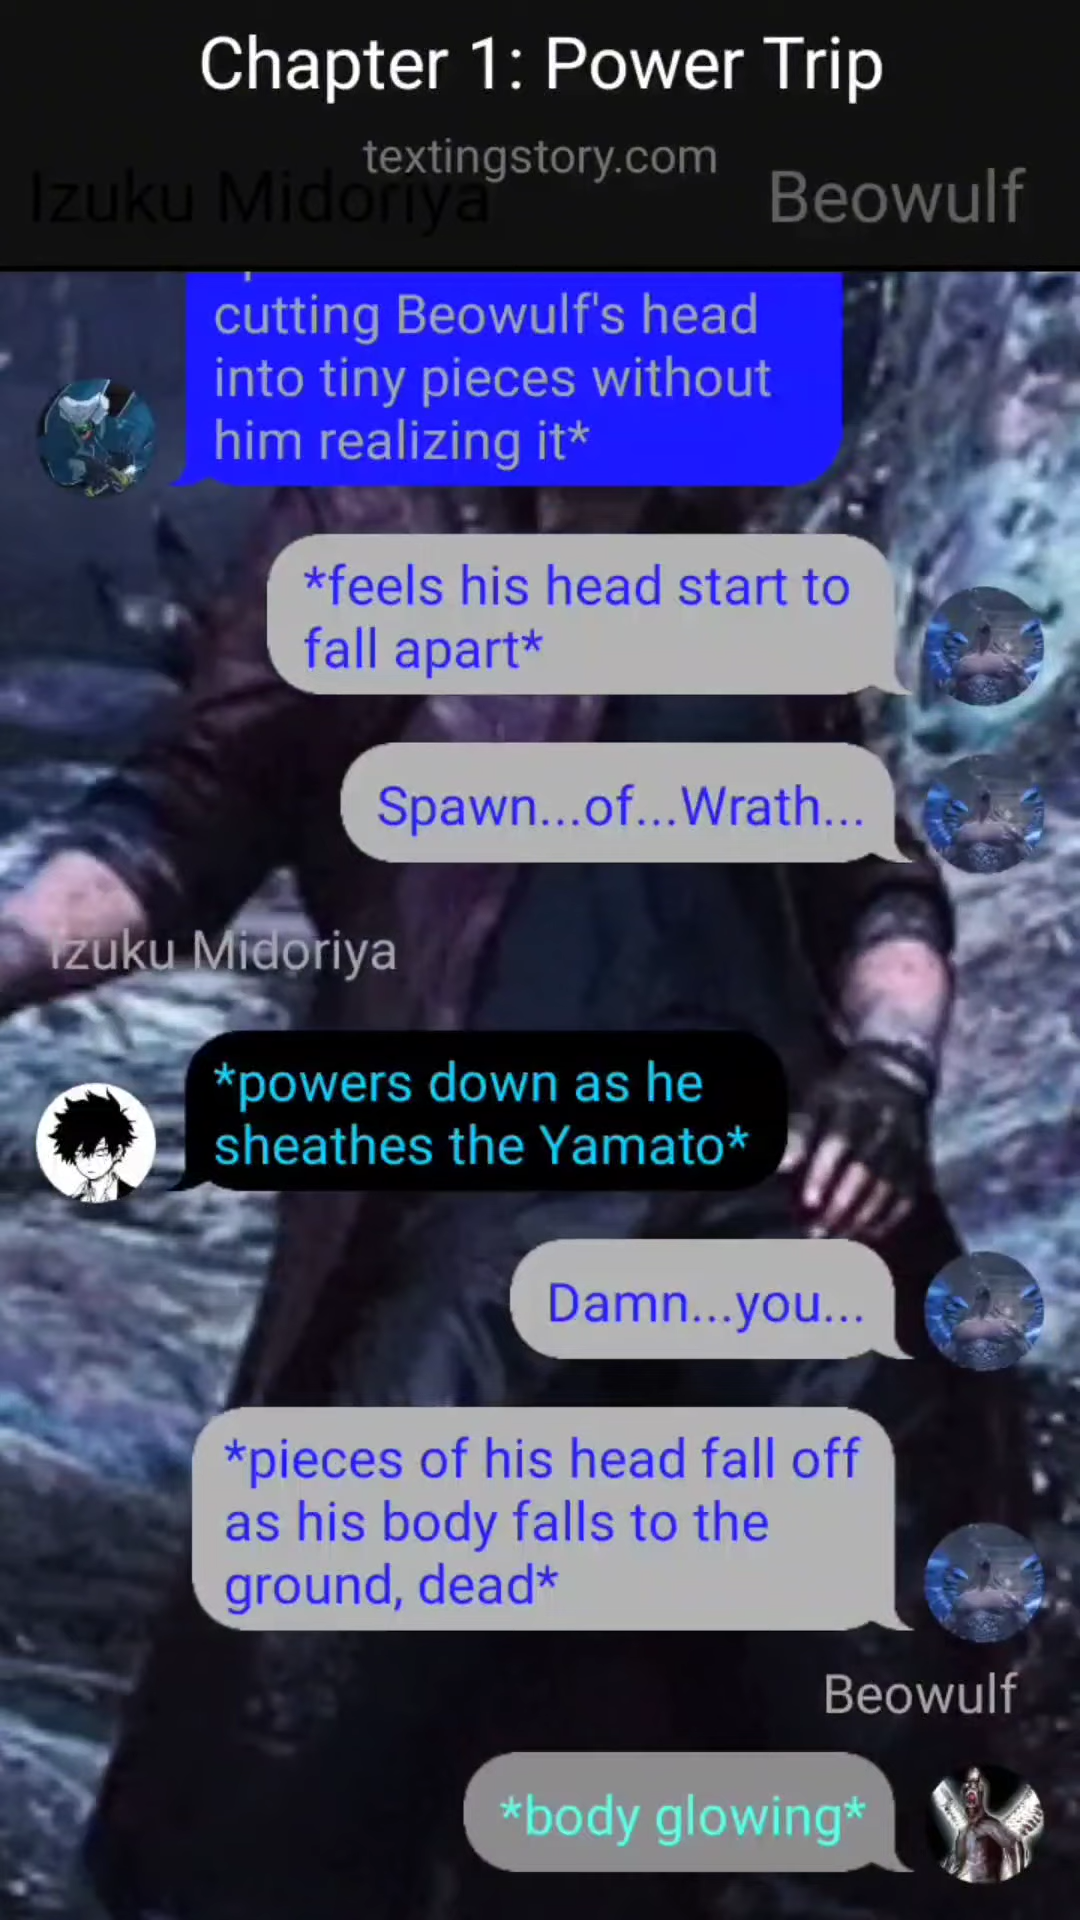 Chapter 1: Power Trip
textingstory.com
Izuku Midoriya
Beowulf
cutting Beowulf's head
into tiny pieces without
him realizing it*
*feels his head start to
fall apart*
Spawn...of...Wrath...
Izuku Midoriya
*powers down as he
sheathes the Yamato*
Damn...you...
*pieces of his head fall off
as his body falls to the
ground, dead*
Beowulf
*body glowing*